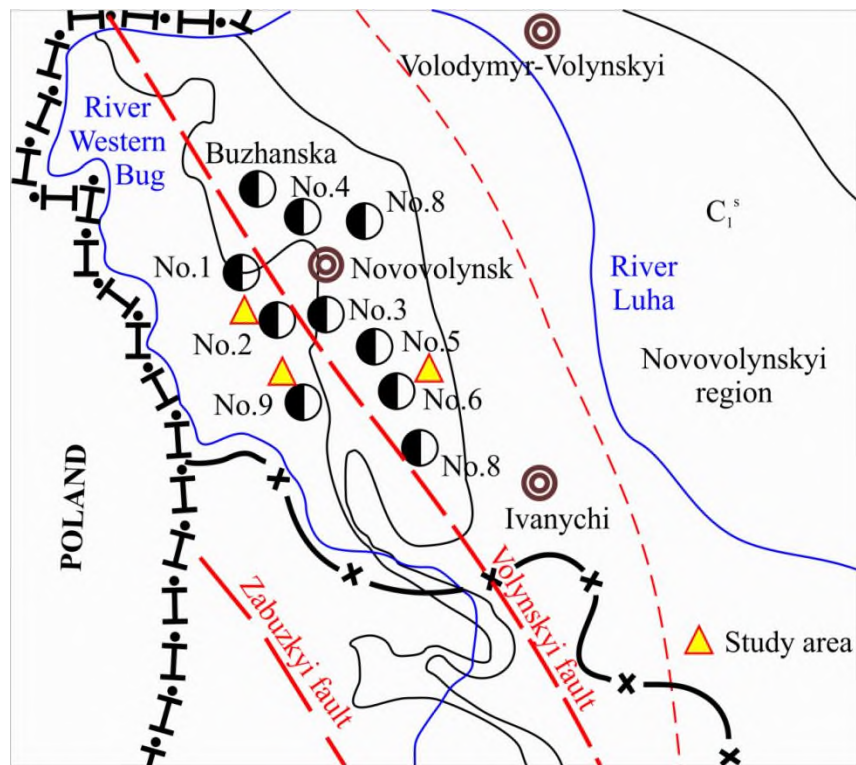 Volodymyr-Volynskyi
River
Western
Bug
Buzhanska
No.4
No.8
C₁ˢ
No.1
Novovolynsk
River
Luha
No.3
No.2
No.5
Novovolynskyi
region
No.9
No.6
No.8
Ivanychi
POLAND
Zabuzkyi fault
Volynskyi fault
Study area